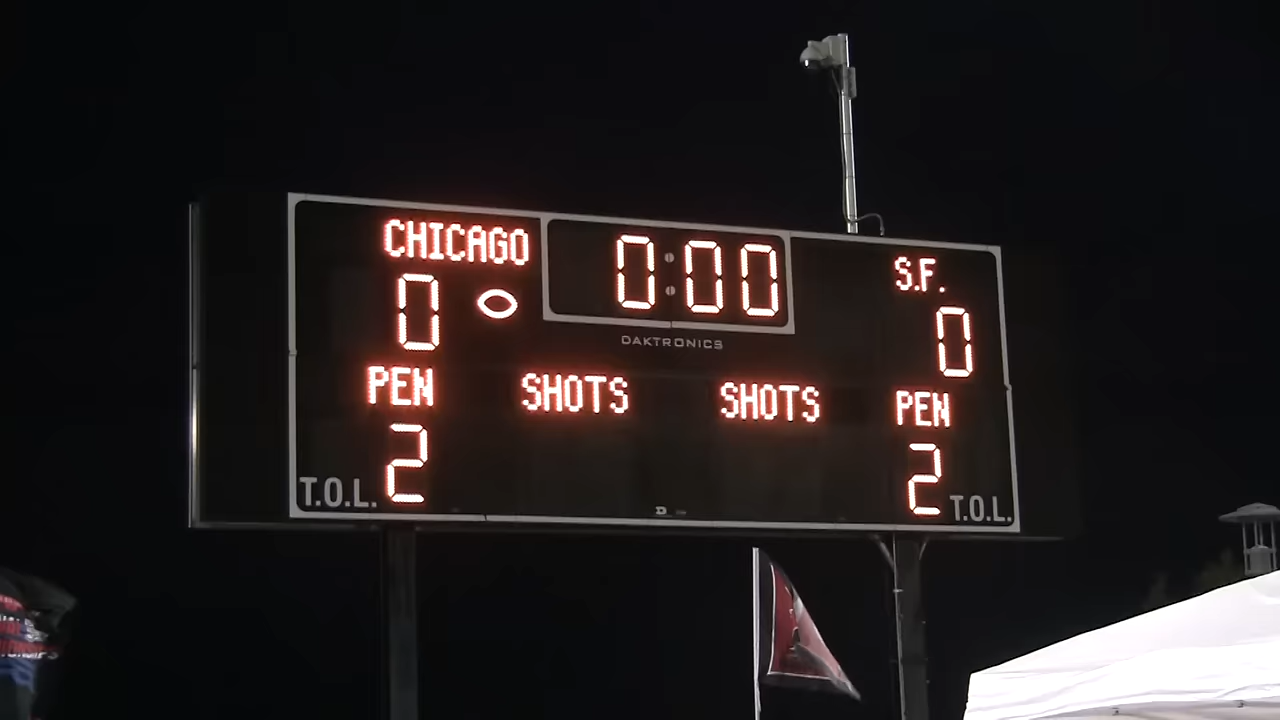 CHICAGO 0:00 S.F.
0 0
DAKTRONICS
PEN SHOTS SHOTS PEN
T.O.L. 2 2 T.O.L.